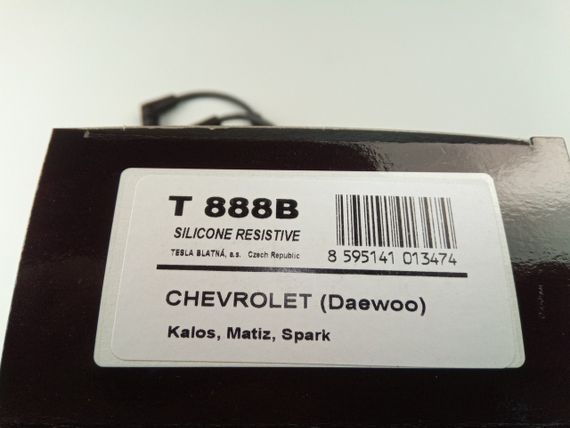 T 888B
SILICONE RESISTIVE
TESLA BLATNÁ, a.s. Czech Republic
8 595141 013474
CHEVROLET (Daewoo)
Kalos, Matiz, Spark